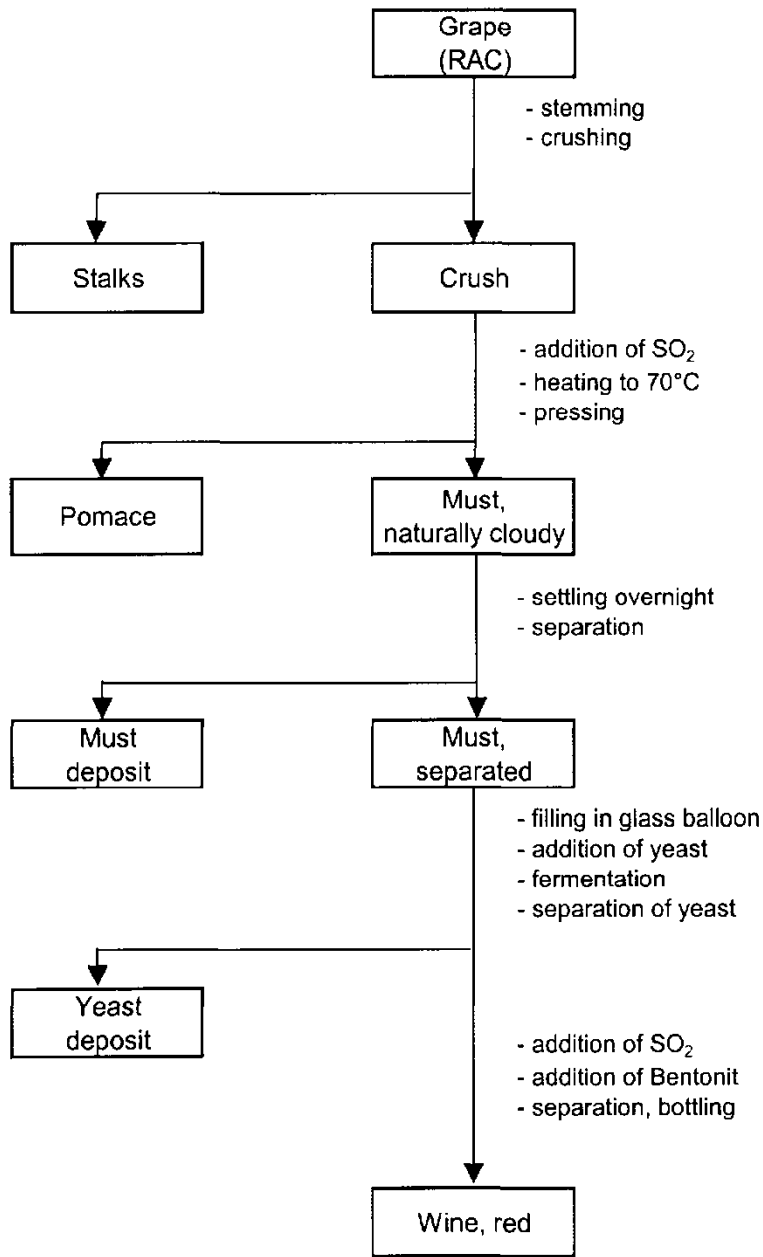 Grape
(RAC)
- stemming
- crushing
Stalks
Crush
- addition of SO₂
- heating to 70°C
- pressing
Pomace
Must,
naturally cloudy
- settling overnight
- separation
Must
deposit
Must,
separated
- filling in glass balloon
- addition of yeast
- fermentation
- separation of yeast
Yeast
deposit
- addition of SO₂
- addition of Bentonit
- separation, bottling
Wine, red